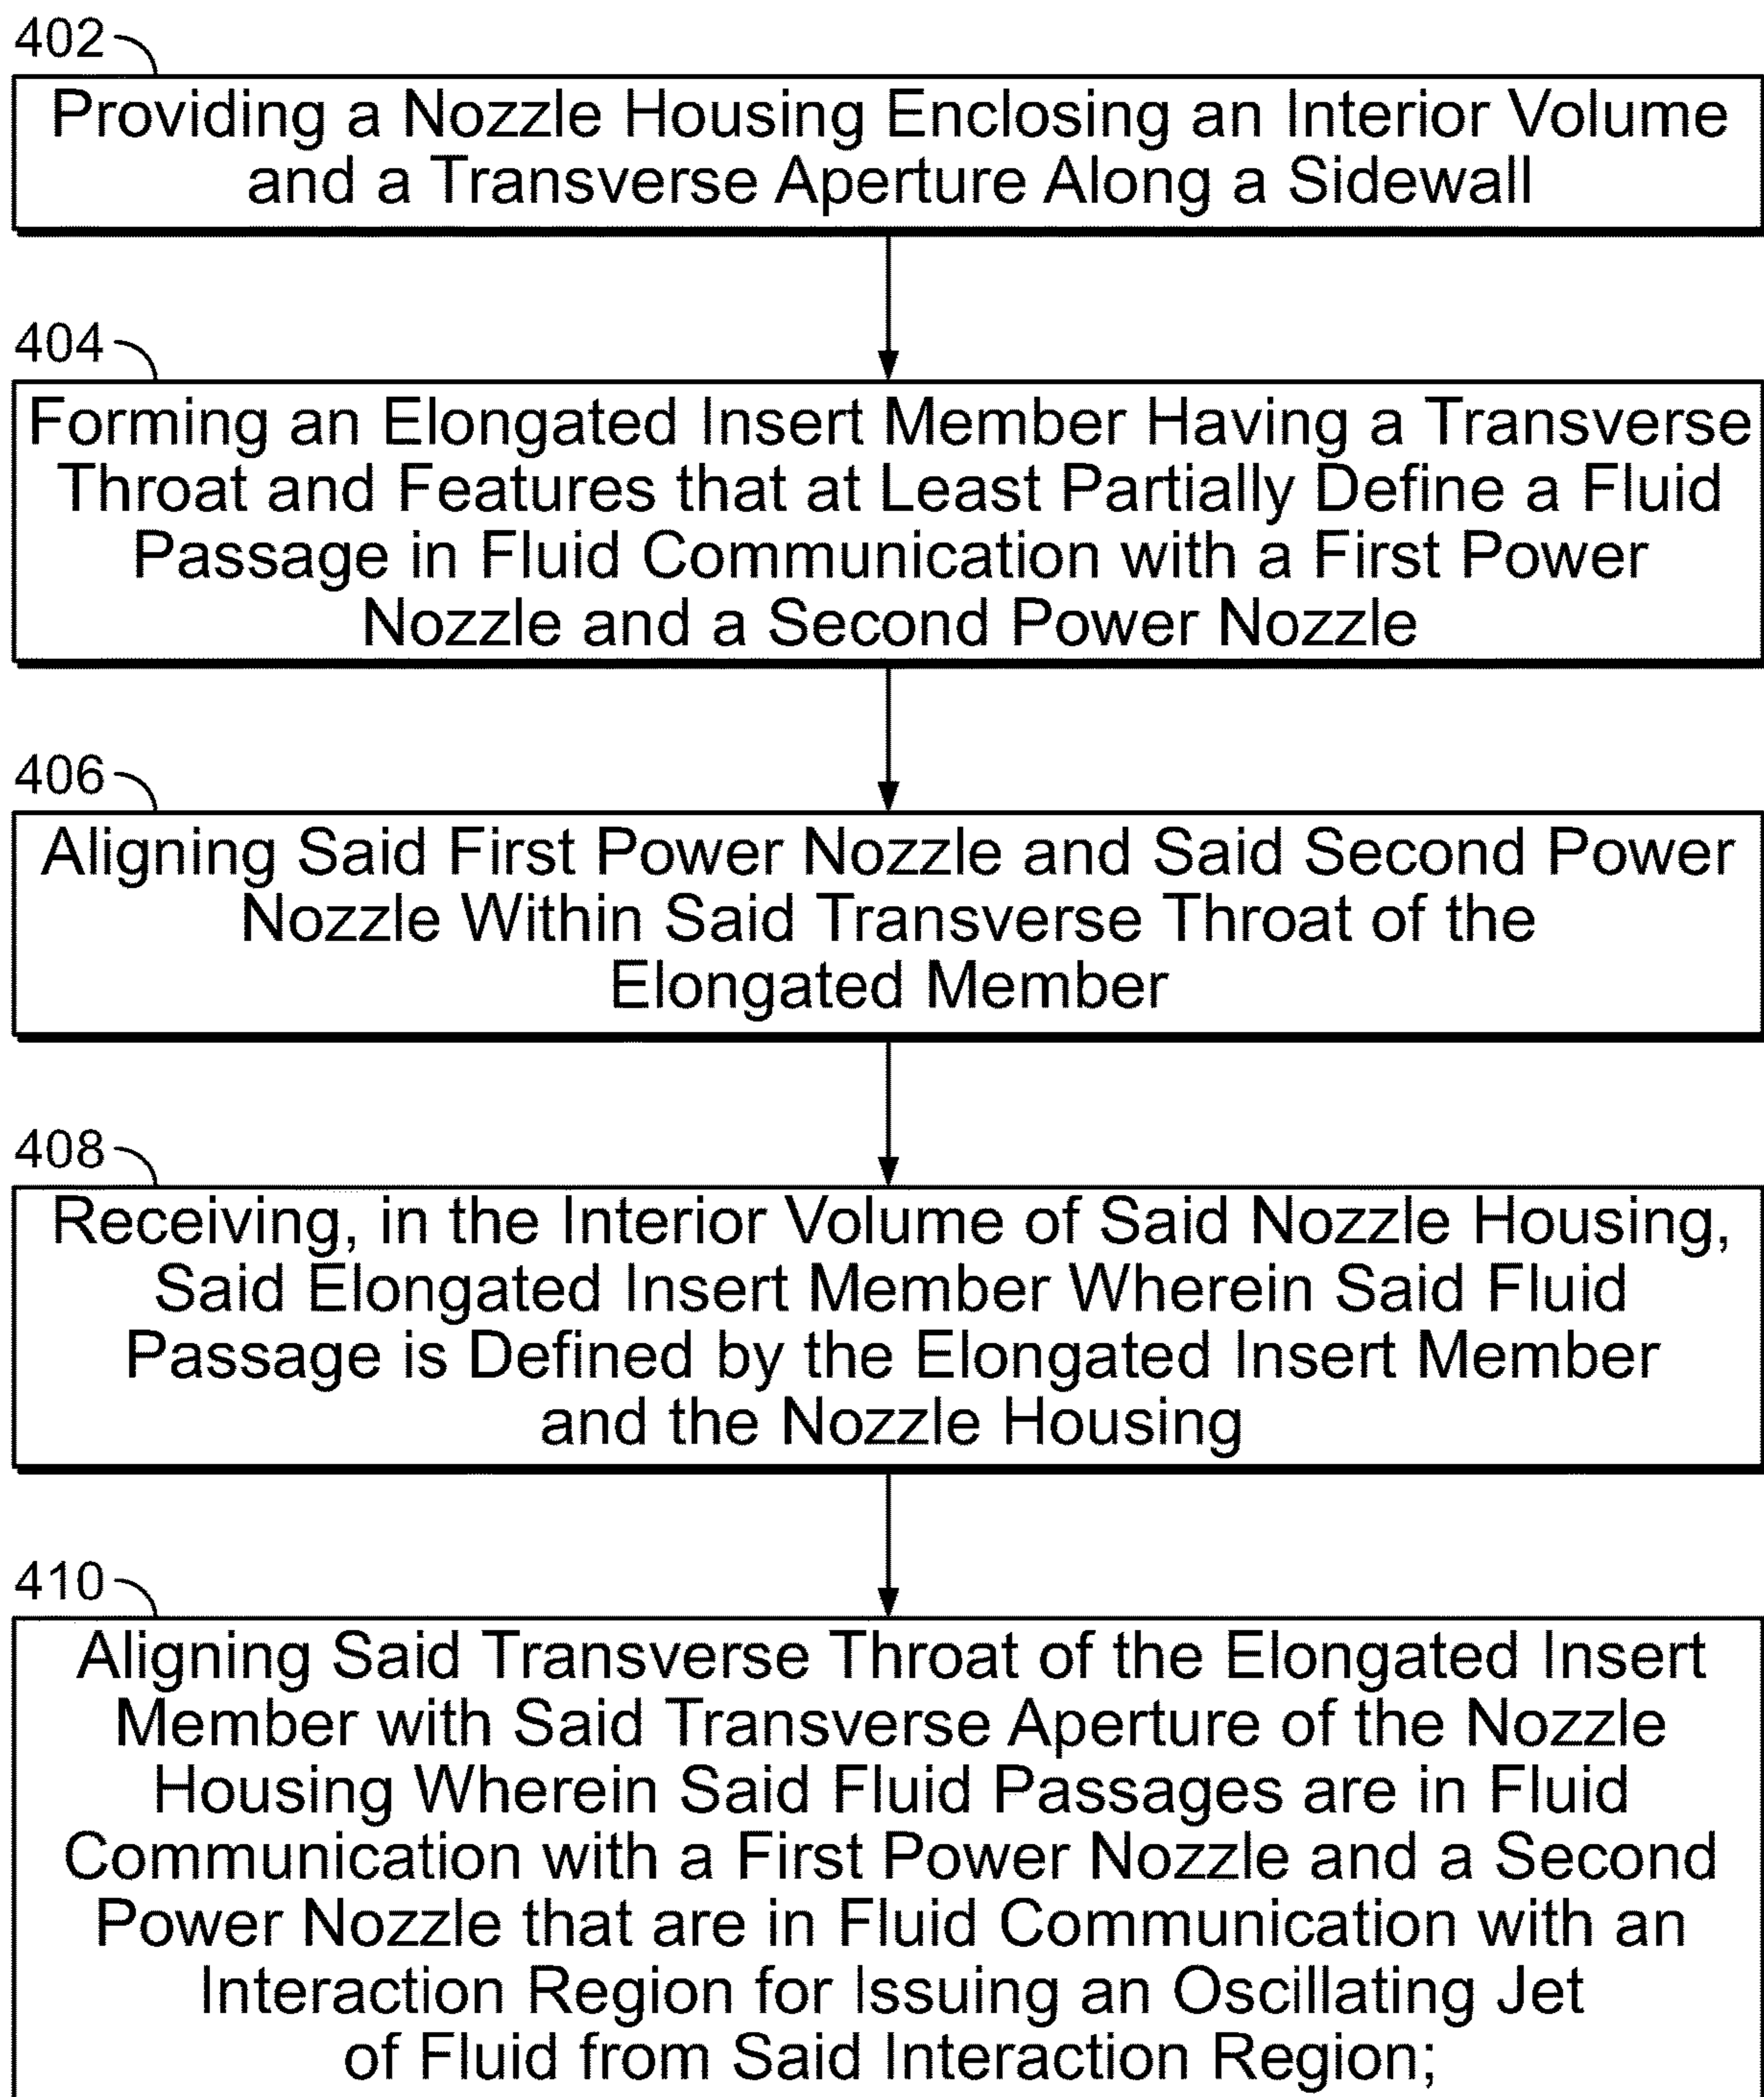 402
Providing a Nozzle Housing Enclosing an Interior Volume
and a Transverse Aperture Along a Sidewall
404
Forming an Elongated Insert Member Having a Transverse
Throat and Features that at Least Partially Define a Fluid
Passage in Fluid Communication with a First Power
Nozzle and a Second Power Nozzle
406
Aligning Said First Power Nozzle and Said Second Power
Nozzle Within Said Transverse Throat of the
Elongated Member
408
Receiving, in the Interior Volume of Said Nozzle Housing,
Said Elongated Insert Member Wherein Said Fluid
Passage is Defined by the Elongated Insert Member
and the Nozzle Housing
410
Aligning Said Transverse Throat of the Elongated Insert
Member with Said Transverse Aperture of the Nozzle
Housing Wherein Said Fluid Passages are in Fluid
Communication with a First Power Nozzle and a Second
Power Nozzle that are in Fluid Communication with an
Interaction Region for Issuing an Oscillating Jet
of Fluid from Said Interaction Region;